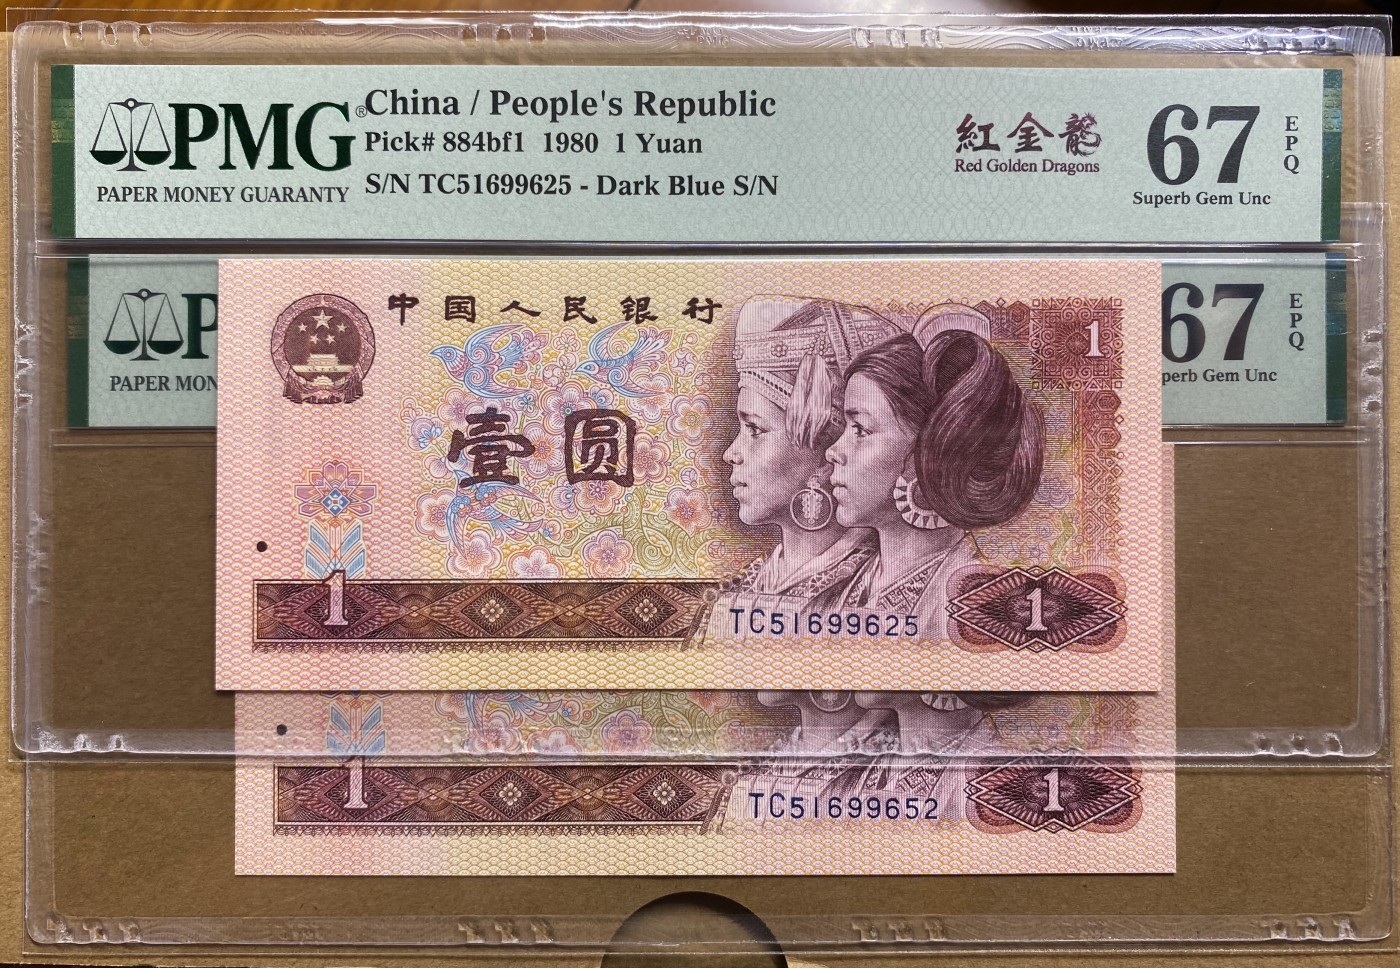 PMG®
PAPER MONEY GUARANTY
China / People's Republic
Pick# 884bf1 1980 1 Yuan
S/N TC51699625 - Dark Blue S/N
紅金龍
Red Golden Dragons
67
EPQ
Superb Gem Unc
P
PAPER MON
67
EPQ
perb Gem Unc
中国人民银行
1
壹圆
1
TC51699625
1
1
TC51699652
1